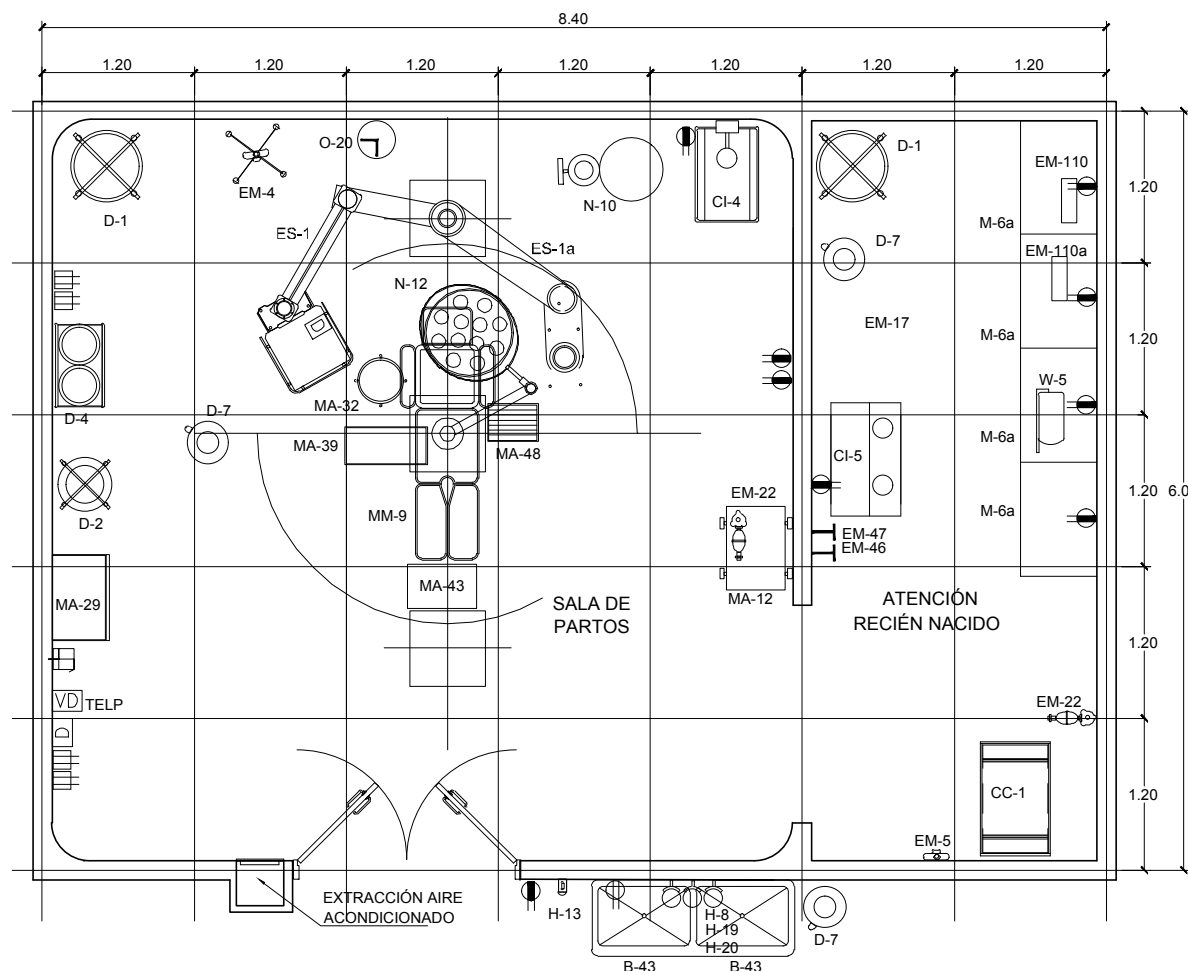 8.40
1.20
1.20
1.20
1.20
1.20
1.20
1.20
O-20
D-1
EM-4
N-10
CI-4
D-1
EM-110
1.20
M-6a
D-7
ES-1
ES-1a
EM-110a
N-12
EM-17
1.20
M-6a
W-5
D-4
D-7
MA-32
MA-39
MA-48
CI-5
M-6a
EM-22
1.20
6.0
MM-9
D-2
M-6a
EM-47
EM-46
MA-29
MA-43
MA-12
SALA DE
PARTOS
ATENCIÓN
RECIÉN NACIDO
1.20
VD
TELP
EM-22
D
CC-1
1.20
EM-5
EXTRACCIÓN AIRE
ACONDICIONADO
H-13
H-8
H-19
H-20
D-7
B-43
B-43